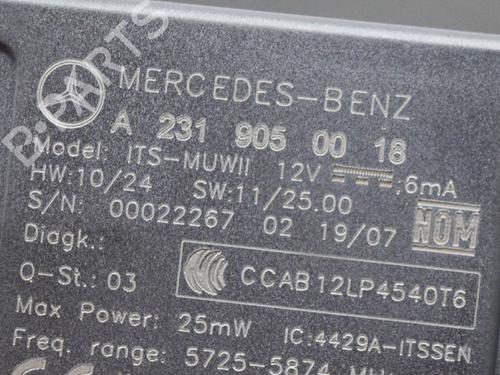 MERCEDES-BENZ
A 231 905 00 18
Model: ITS-MUWII 12V ;6mA
HW:10/24 SW:11/25.00
S/N: 00022267 02 19/07 NOM
Diagk.:
Q-St.: 03 CCAB12LP4540T6
Max Power: 25mW IC:4429A-ITSSEN
Freq. range: 5725-5874
B-PARTS